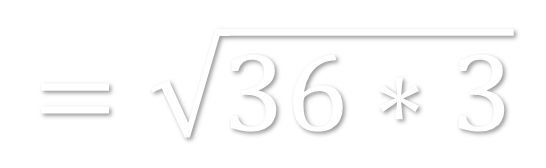 = √36 * 3